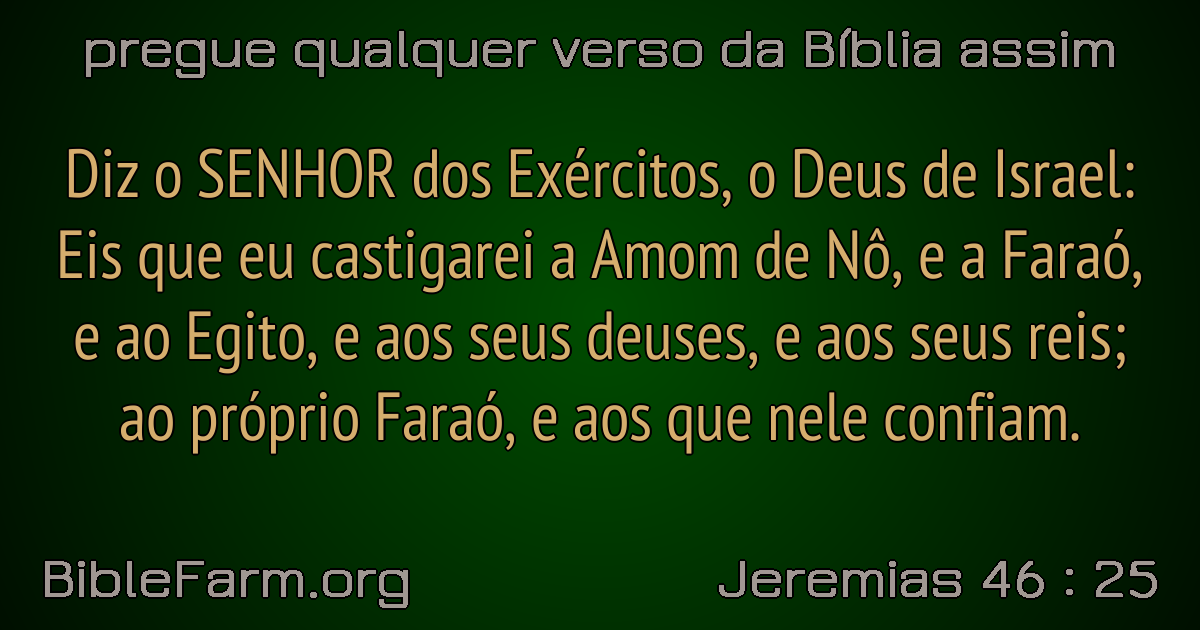 pregue qualquer verso da Bíblia assim
Diz o SENHOR dos Exércitos, o Deus de Israel:
Eis que eu castigarei a Amom de Nô, e a Faraó,
e ao Egito, e aos seus deuses, e aos seus reis;
ao próprio Faraó, e aos que nele confiam.
BibleFarm.org
Jeremias 46 : 25